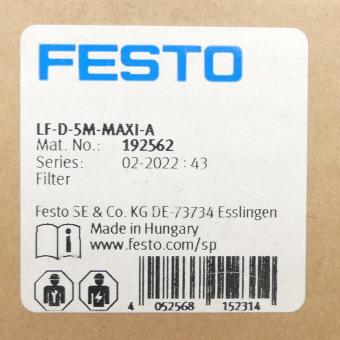 FESTO
LF-D-5M-MAXI-A
Mat. No.: 192562
Series: 02-2022 : 43
Filter
Festo SE & Co. KG DE-73734 Esslingen
Made in Hungary
www.festo.com/sp
4 052568 152314